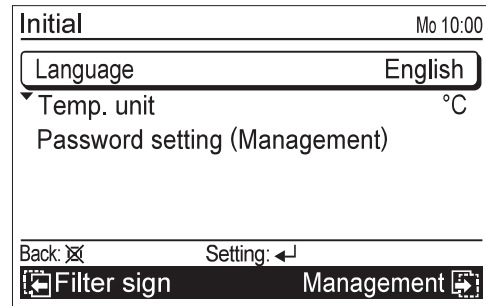 Initial Mo 10:00
Language English
Temp. unit °C
Password setting (Management)
Back: Setting:
Filter sign Management